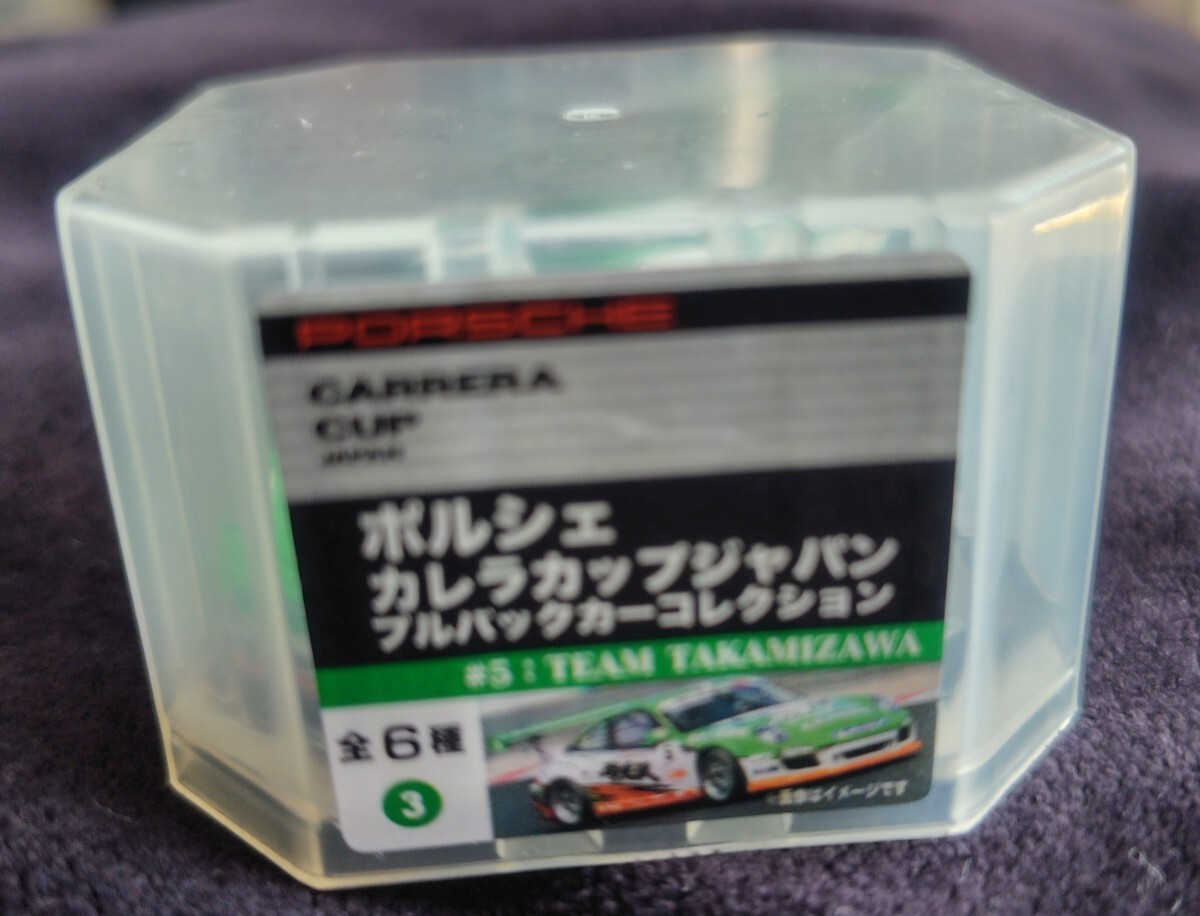 PORSCHE
CARRERA
CUP
JAPAN
ポルシェ
カレラカップジャパン
プルバックカーコレクション
#5 : TEAM TAKAMIZAWA
全6種
3
※画像はイメージです